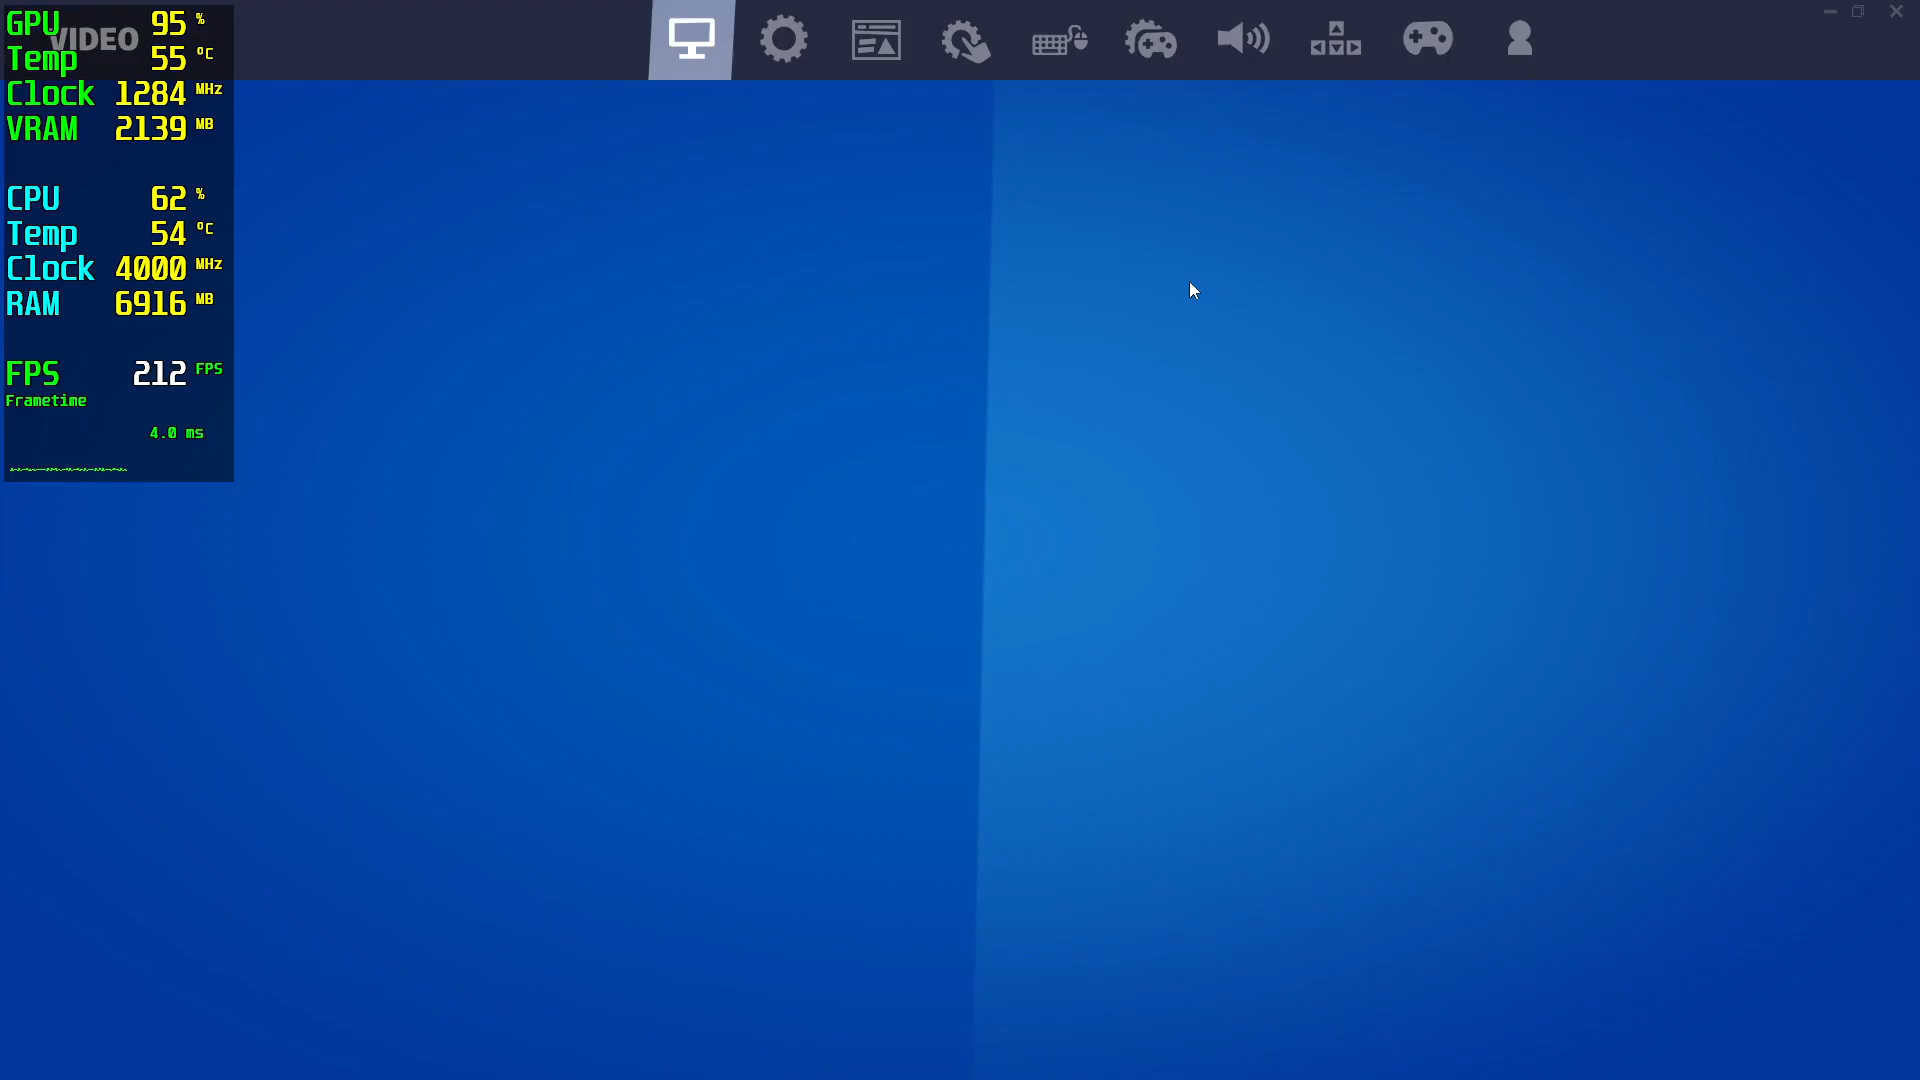 VIDEO
GPU 95 %
Temp 55 °C
Clock 1284 MHz
VRAM 2139 MB
CPU 62 %
Temp 54 °C
Clock 4000 MHz
RAM 6916 MB
FPS 212 FPS
Frametime
4.0 ms